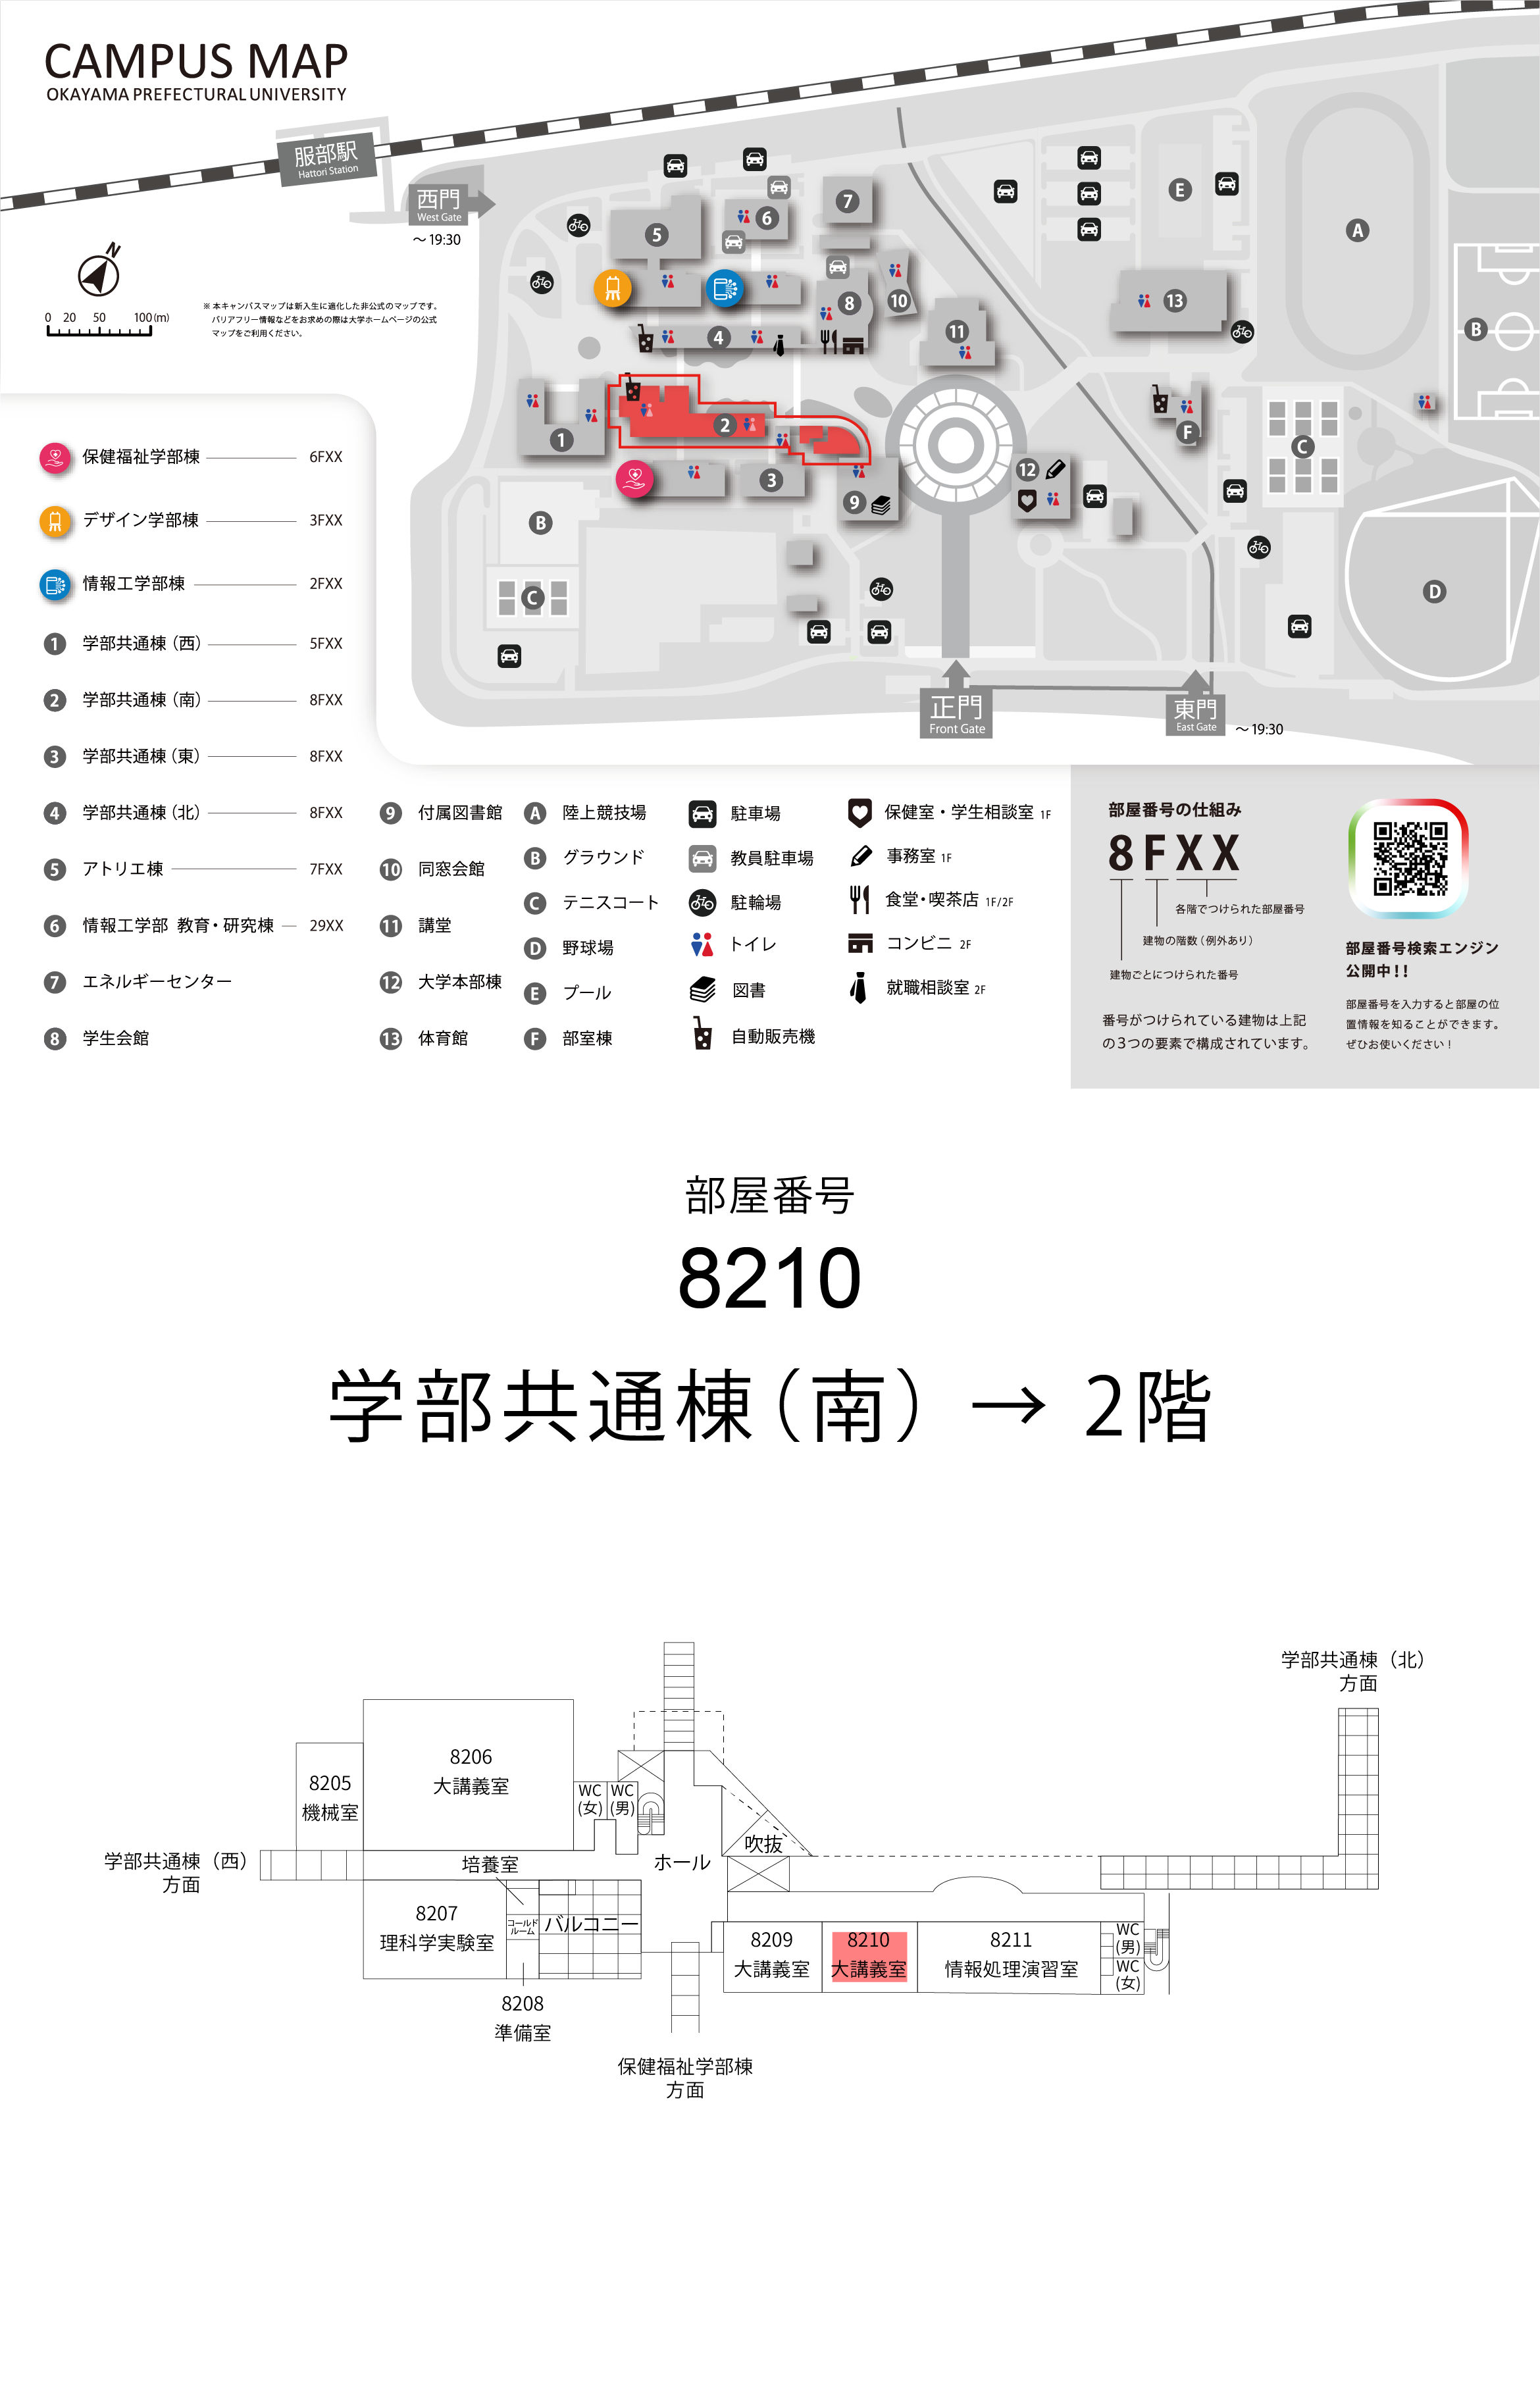 CAMPUS MAP
OKAYAMA PREFECTURAL UNIVERSITY
服部駅
Hattori Station
西門
West Gate
～19:30
N
0 20 50 100(m)
※ 本キャンパスマップは新入生に適化した非公式のマップです。
バリアフリー情報などをお求めの際は大学ホームページの公式
マップをご利用ください。
5
6
7
8
10
4
11
13
E
A
B
1
2
3
9
12
F
C
B
C
D
正門
Front Gate
東門
East Gate
～19:30
保健福祉学部棟 6FXX
デザイン学部棟 3FXX
情報工学部棟 2FXX
1 学部共通棟（西） 5FXX
2 学部共通棟（南） 8FXX
3 学部共通棟（東） 8FXX
4 学部共通棟（北） 8FXX
5 アトリエ棟 7FXX
6 情報工学部 教育・研究棟 29XX
7 エネルギーセンター
8 学生会館
9 付属図書館
10 同窓会館
11 講堂
12 大学本部棟
13 体育館
A 陸上競技場
B グラウンド
C テニスコート
D 野球場
E プール
F 部室棟
駐車場
教員駐車場
駐輪場
トイレ
図書
自動販売機
保健室・学生相談室 1F
事務室 1F
食堂・喫茶店 1F/2F
コンビニ 2F
就職相談室 2F
部屋番号の仕組み
8 F X X
各階でつけられた部屋番号
建物の階数（例外あり）
建物ごとにつけられた番号
番号がつけられている建物は上記
の3つの要素で構成されています。
部屋番号検索エンジン
公開中！！
部屋番号を入力すると部屋の位
置情報を知ることができます。
ぜひお使いください！
部屋番号
8210
学部共通棟（南） → 2階
学部共通棟（北）
方面
8206
大講義室
8205
機械室
WC
(女)
WC
(男)
吹抜
学部共通棟（西）
方面
培養室
ホール
8207
理科学実験室
コールド
ルーム
バルコニー
8209
大講義室
8210
大講義室
8211
情報処理演習室
WC
(男)
WC
(女)
8208
準備室
保健福祉学部棟
方面